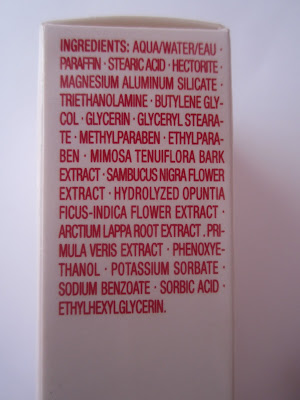 INGREDIENTS: AQUA/WATER/EAU ·
PARAFFIN · STEARIC ACID · HECTORITE ·
MAGNESIUM ALUMINUM SILICATE ·
TRIETHANOLAMINE · BUTYLENE GLY-
COL · GLYCERIN · GLYCERYL STEARA-
TE · METHYLPARABEN · ETHYLPARA-
BEN · MIMOSA TENUIFLORA BARK
EXTRACT · SAMBUCUS NIGRA FLOWER
EXTRACT · HYDROLYZED OPUNTIA
FICUS-INDICA FLOWER EXTRACT ·
ARCTIUM LAPPA ROOT EXTRACT . PRI-
MULA VERIS EXTRACT · PHENOXYE-
THANOL · POTASSIUM SORBATE ·
SODIUM BENZOATE · SORBIC ACID ·
ETHYLHEXYLGLYCERIN.